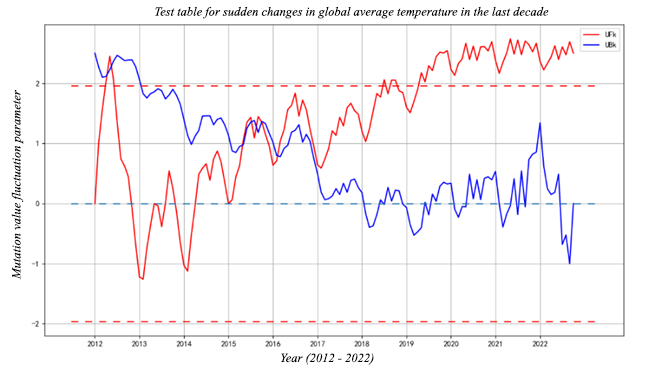 Test table for sudden changes in global average temperature in the last decade
UFk
UBk
Mutation value fluctuation parameter
2
1
0
−1
−2
2012 2013 2014 2015 2016 2017 2018 2019 2020 2021 2022
Year (2012 - 2022)